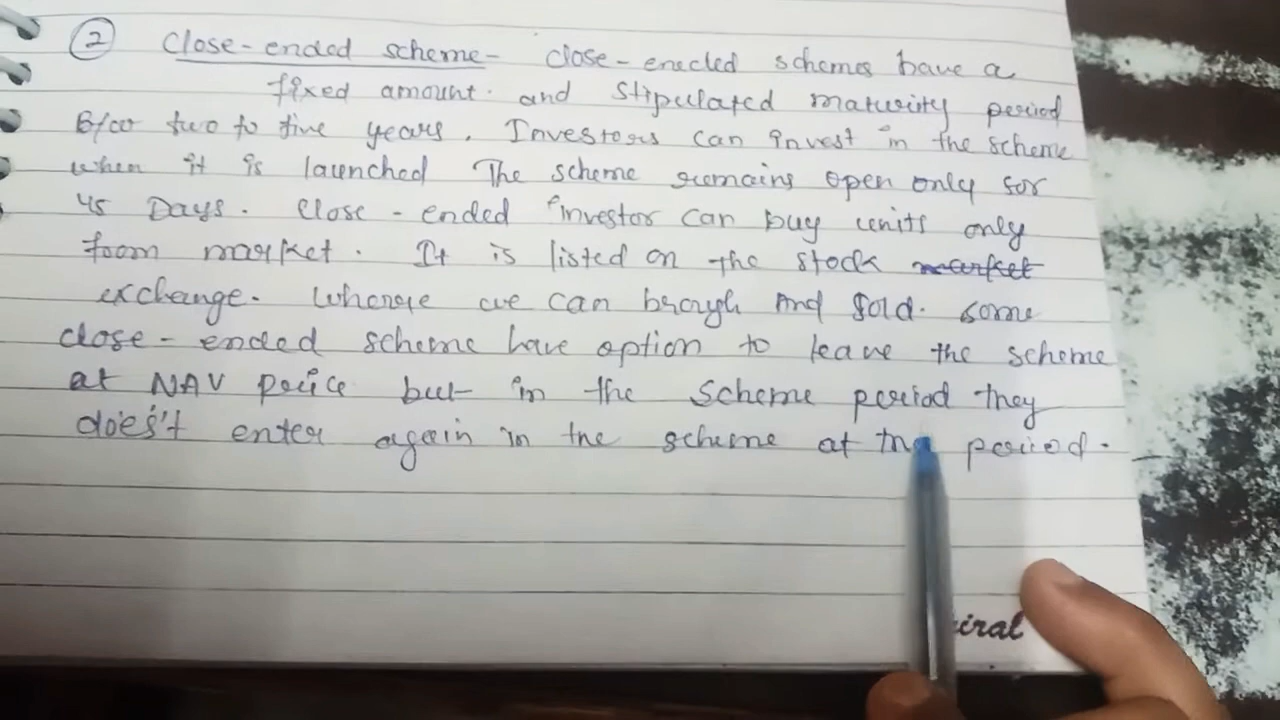 2 Close-ended scheme- close-ended schemes have a
fixed amount. and stipulated maturity period
B/w two to five years. Investors can invest in the scheme
when it is launched The scheme remains open only for
45 Days. Close-ended investor can buy units only
from market. It is listed on the stock market
exchange. Wherere we can brough And sold. some
close-ended scheme have option to leave the scheme
at NAV price but in the scheme period they
does't enter again in the scheme at the period.
iral